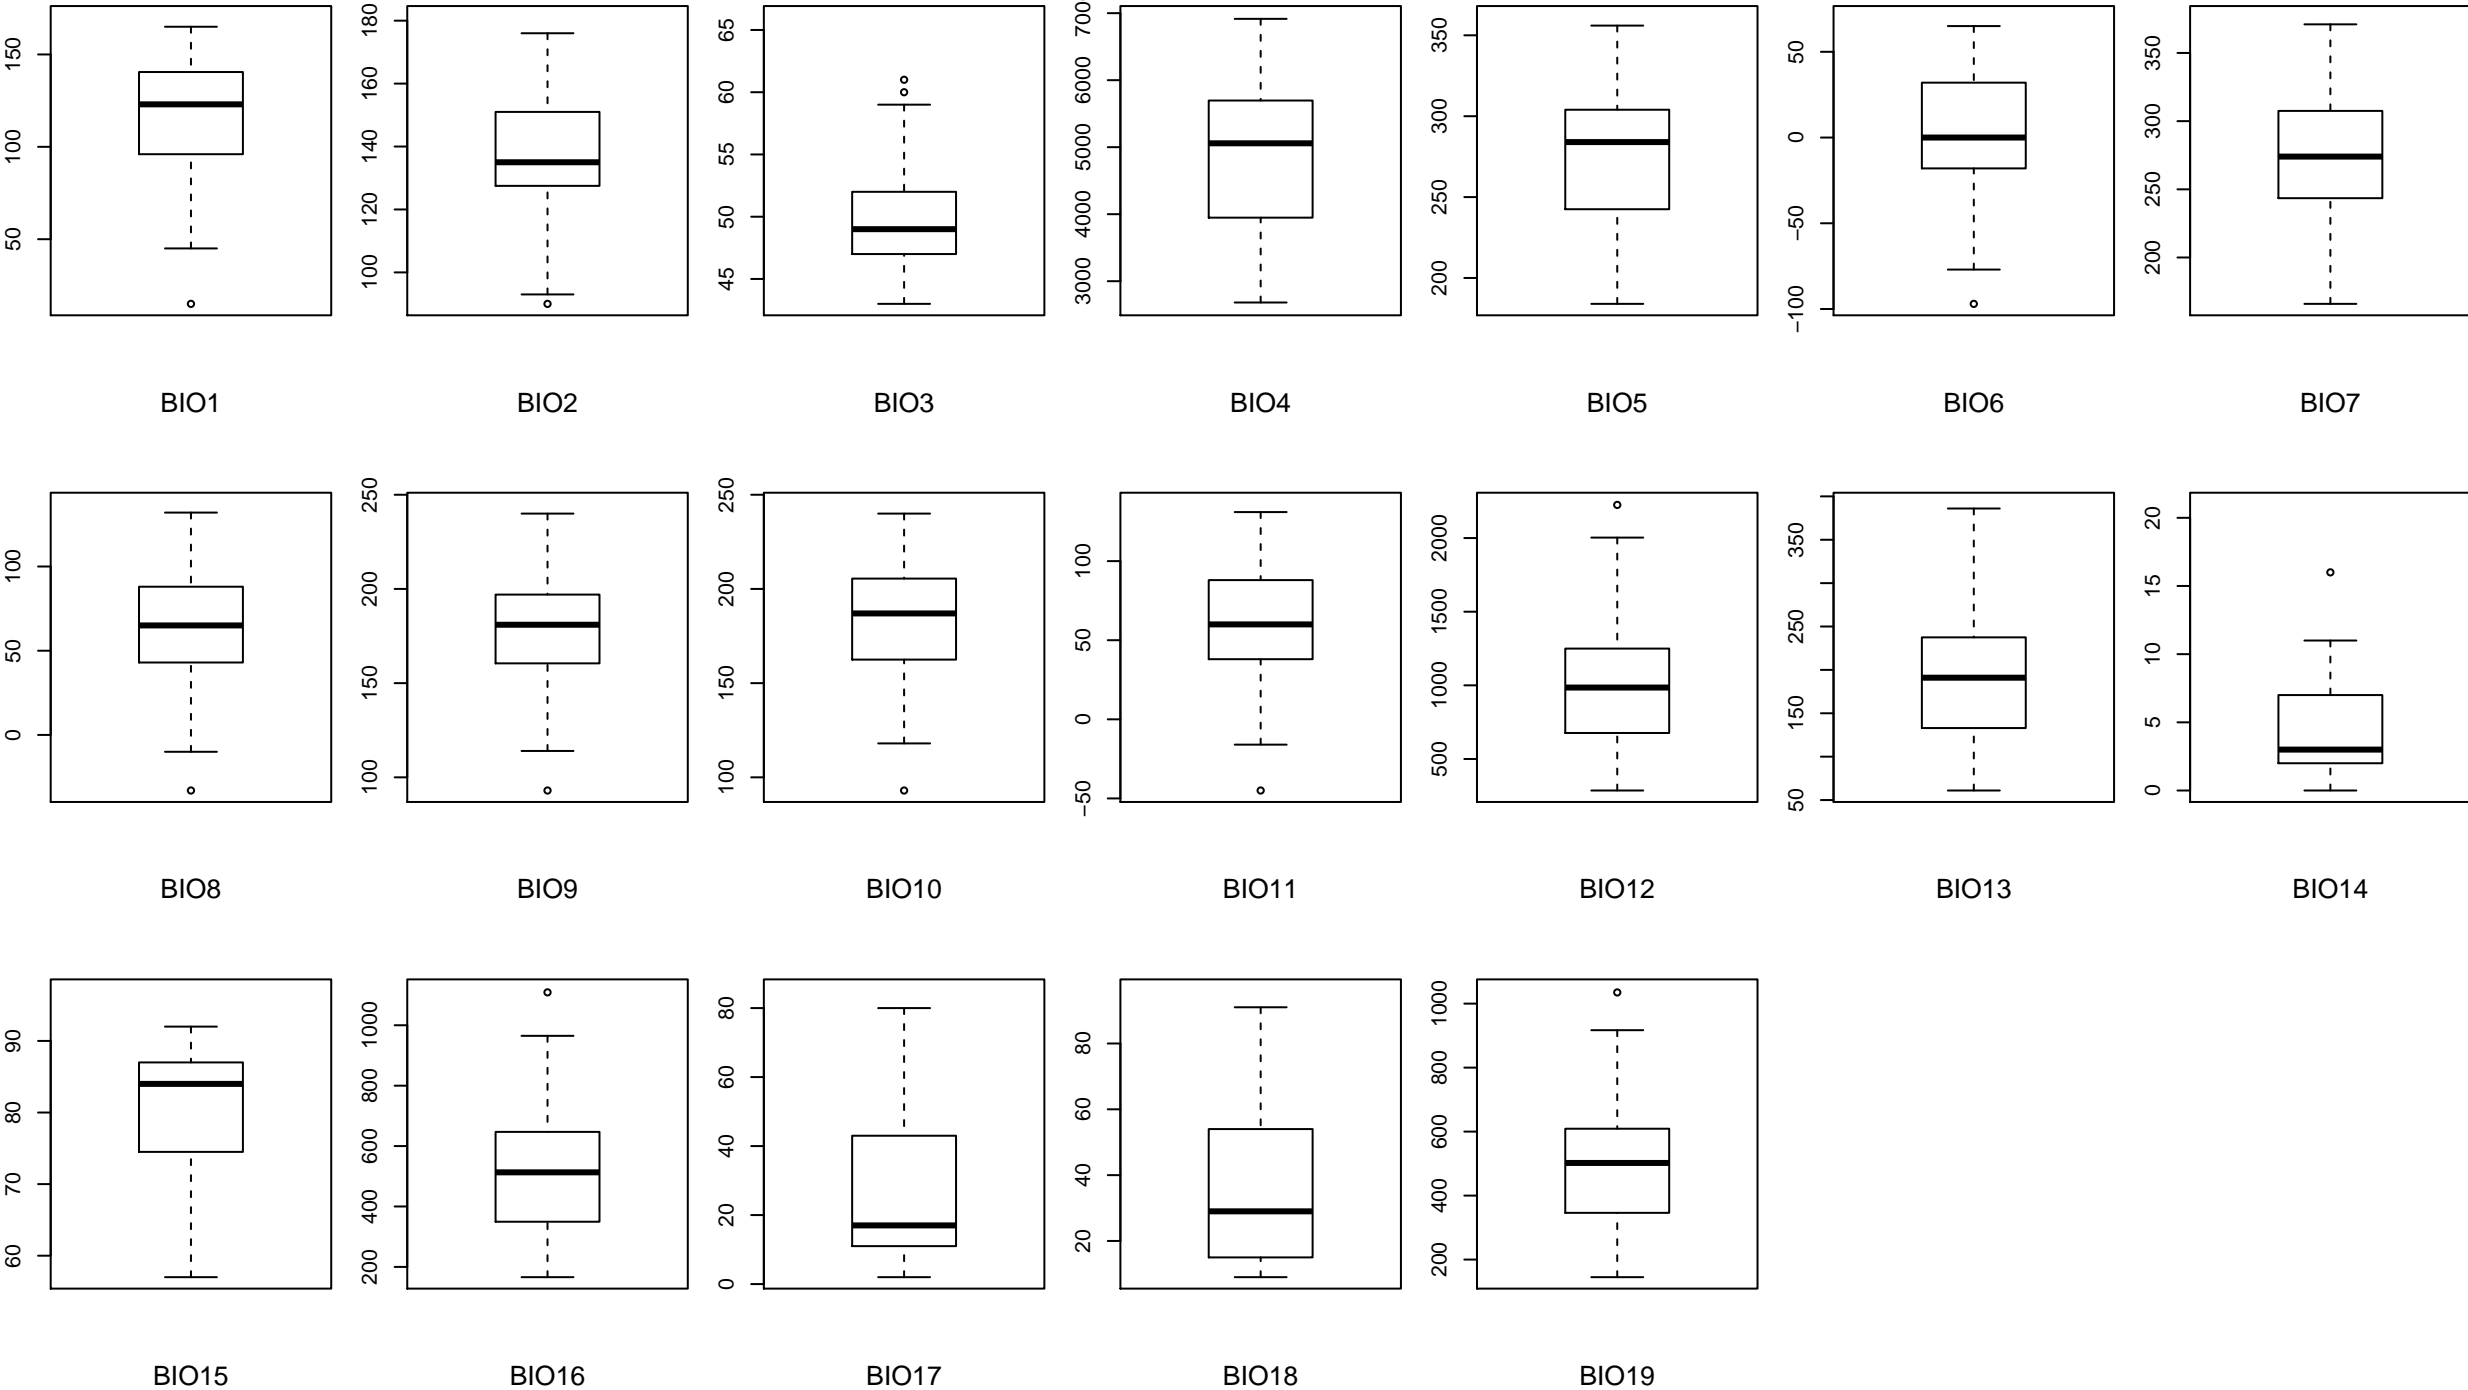 50 100 150
BIO1
100 120 140 160 180
BIO2
45 50 55 60 65
BIO3
3000 4000 5000 6000 700
BIO4
200 250 300 350
BIO5
−100 −50 0 50
BIO6
200 250 300 350
BIO7
0 50 100
BIO8
100 150 200 250
BIO9
100 150 200 250
BIO10
−50 0 50 100
BIO11
500 1000 1500 2000
BIO12
50 150 250 350
BIO13
0 5 10 15 20
BIO14
60 70 80 90
BIO15
200 400 600 800 1000
BIO16
0 20 40 60 80
BIO17
20 40 60 80
BIO18
200 400 600 800 1000
BIO19